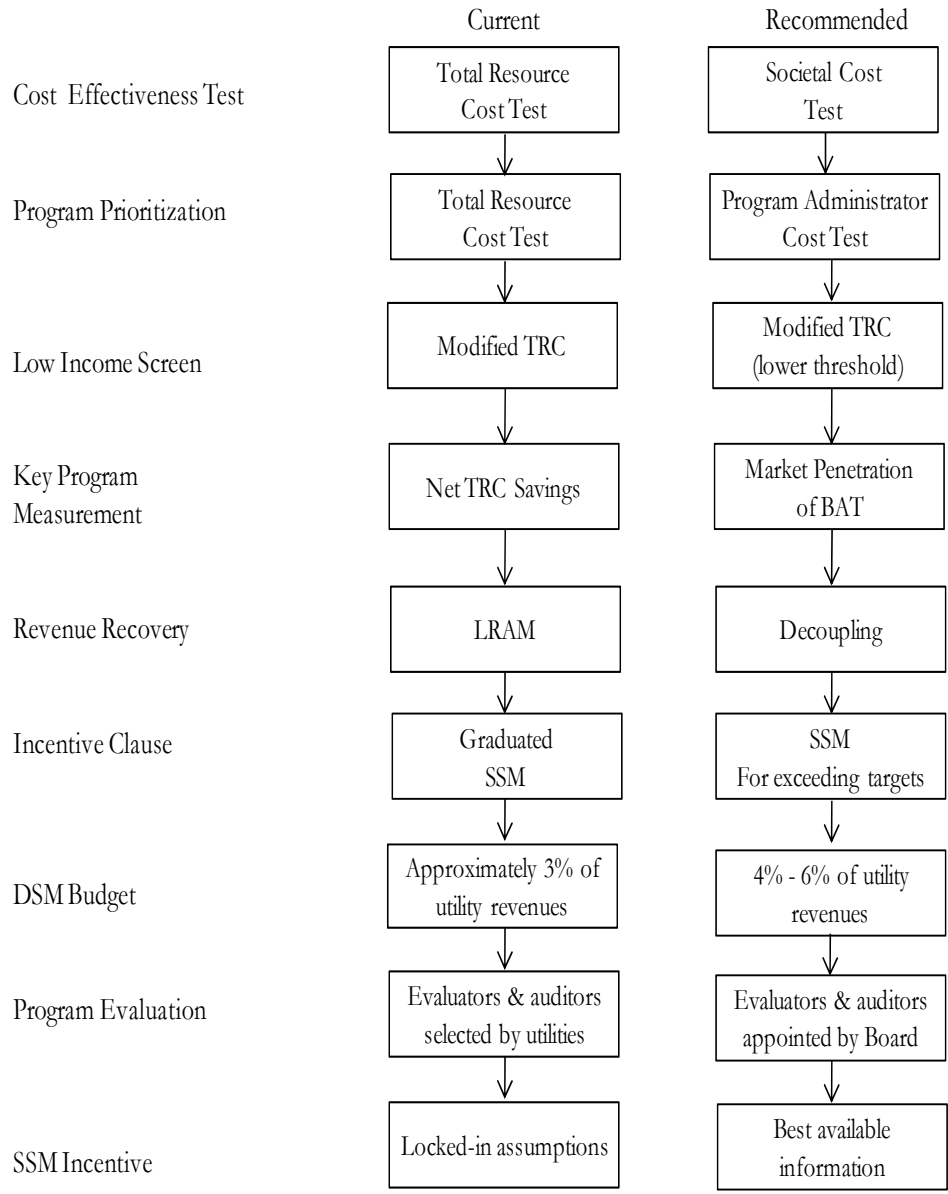 Current
Recommended
Cost Effectiveness Test
Total Resource
Cost Test
Societal Cost
Test
Program Prioritization
Total Resource
Cost Test
Program Administrator
Cost Test
Low Income Screen
Modified TRC
Modified TRC
(lower threshold)
Key Program
Measurement
Net TRC Savings
Market Penetration
of BAT
Revenue Recovery
LRAM
Decoupling
Incentive Clause
Graduated
SSM
SSM
For exceeding targets
DSM Budget
Approximately 3% of
utility revenues
4% - 6% of utility
revenues
Program Evaluation
Evaluators & auditors
selected by utilities
Evaluators & auditors
appointed by Board
SSM Incentive
Locked-in assumptions
Best available
information